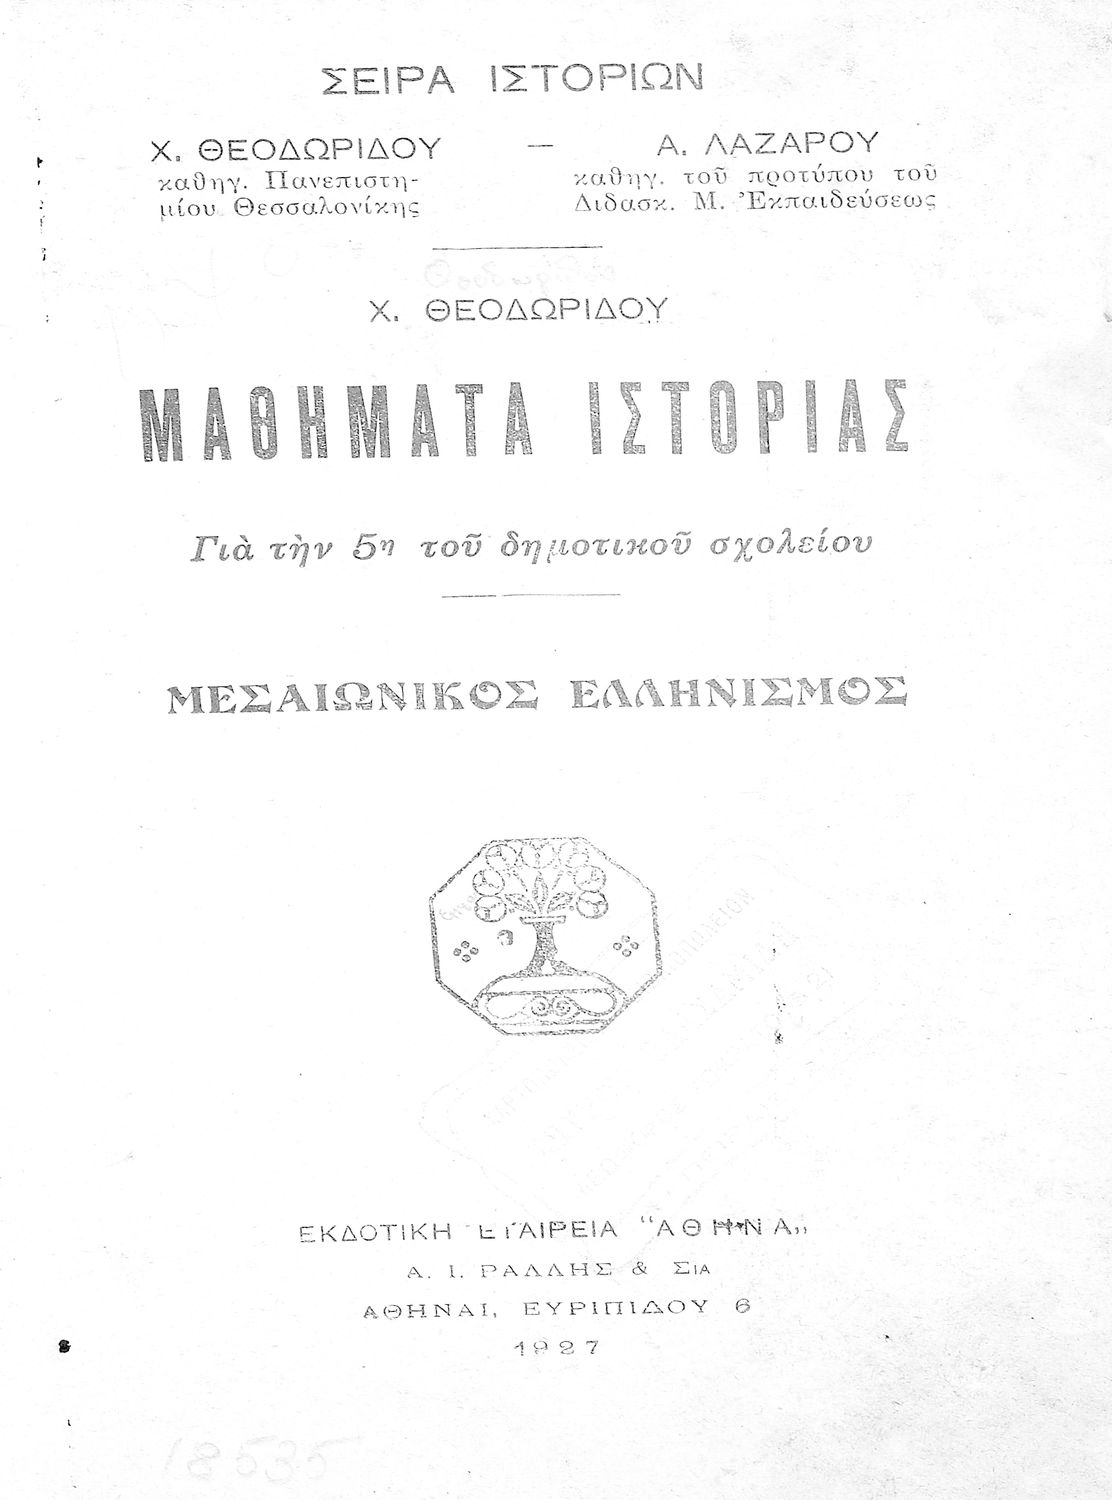 ΣΕΙΡΑ ΙΣΤΟΡΙΩΝ
Χ. ΘΕΟΔΩΡΙΔΟΥ — Α. ΛΑΖΑΡΟΥ
καθηγ. Πανεπιστη-
μίου Θεσσαλονίκης
καθηγ. τοῦ προτύπου τοῦ
Διδασκ. Μ. Ἐκπαιδεύσεως
Χ. ΘΕΟΔΩΡΙΔΟΥ
ΜΑΘΗΜΑΤΑ ΙΣΤΟΡΙΑΣ
Γιὰ τὴν 5η τοῦ δημοτικοῦ σχολείου
ΜΕΣΑΙΩΝΙΚΟΣ ΕΛΛΗΝΙΣΜΟΣ
ΕΚΔΟΤΙΚΗ ΕΤΑΙΡΕΙΑ “ΑΘΗΝΑ„
Α. Ι. ΡΑΛΛΗΣ & ΣΙΑ
ΑΘΗΝΑΙ, ΕΥΡΙΠΙΔΟΥ 6
1927
18535